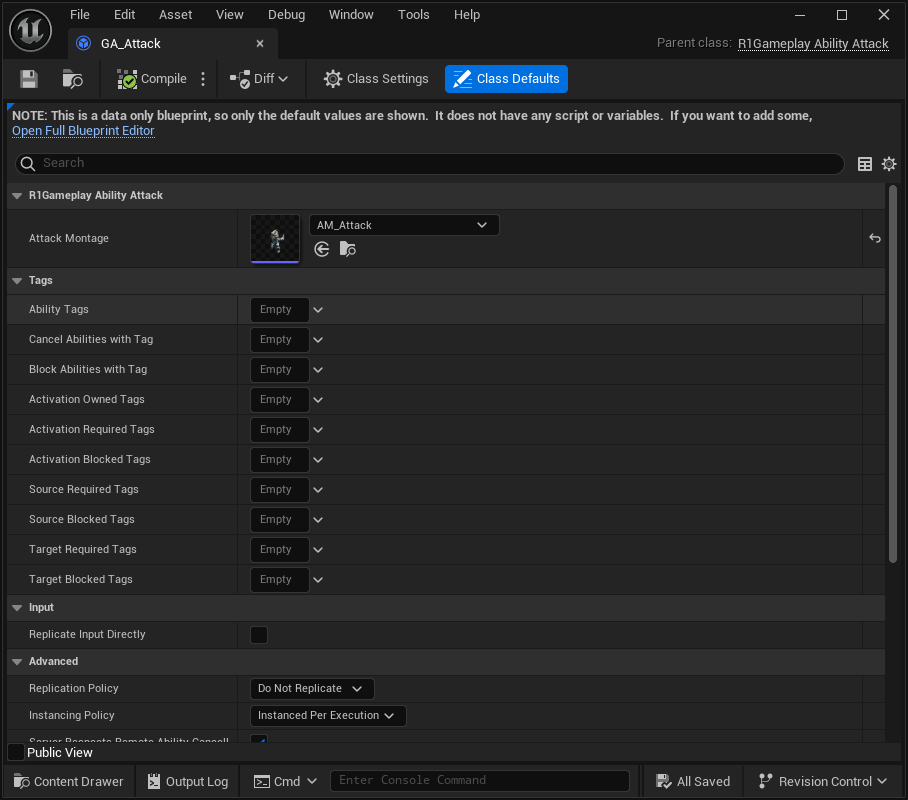 File Edit Asset View Debug Window Tools Help
GA_Attack
Parent class: R1Gameplay Ability Attack
Compile Diff Class Settings Class Defaults
NOTE: This is a data only blueprint, so only the default values are shown. It does not have any script or variables. If you want to add some,
Open Full Blueprint Editor
Search
R1Gameplay Ability Attack
Attack Montage AM_Attack
Tags
Ability Tags Empty
Cancel Abilities with Tag Empty
Block Abilities with Tag Empty
Activation Owned Tags Empty
Activation Required Tags Empty
Activation Blocked Tags Empty
Source Required Tags Empty
Source Blocked Tags Empty
Target Required Tags Empty
Target Blocked Tags Empty
Input
Replicate Input Directly
Advanced
Replication Policy Do Not Replicate
Instancing Policy Instanced Per Execution
Server Respects Remote Ability Cancell
Public View
Content Drawer Output Log Cmd Enter Console Command All Saved Revision Control